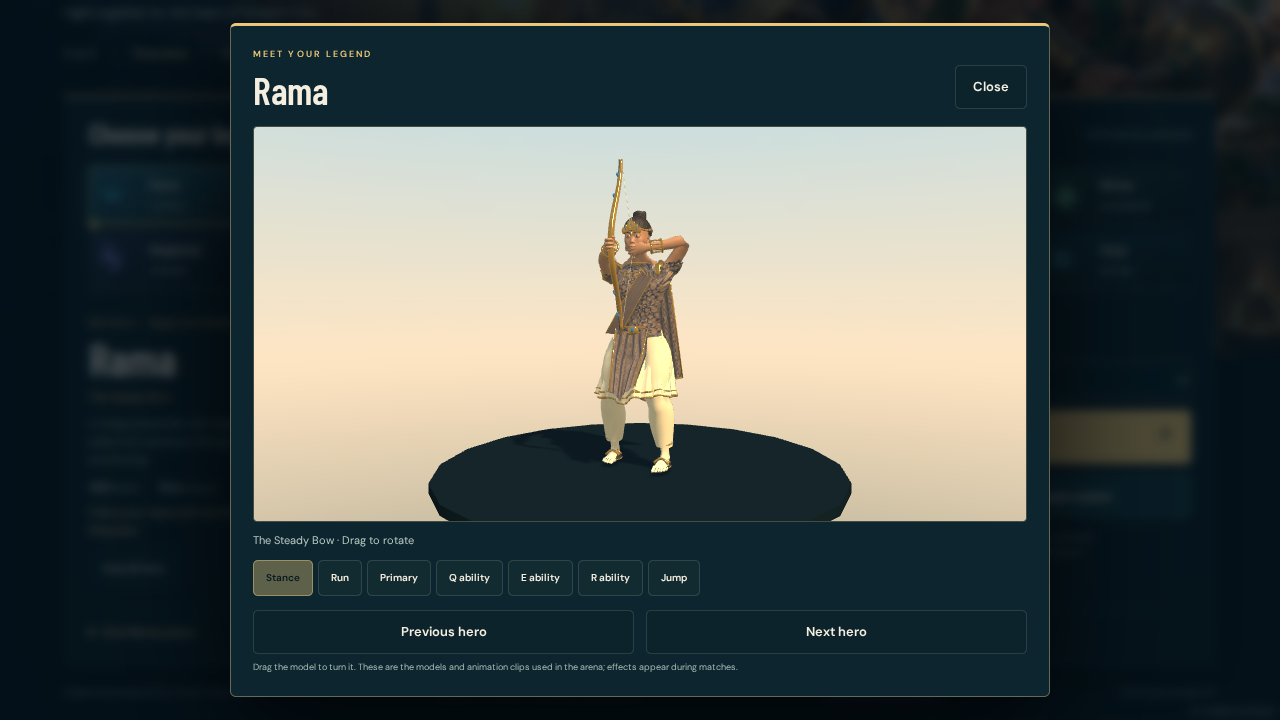 MEET YOUR LEGEND
Rama
Close
The Steady Bow · Drag to rotate
Stance
Run
Primary
Q ability
E ability
R ability
Jump
Previous hero
Next hero
Drag the model to turn it. These are the models and animation clips used in the arena; effects appear during matches.
Choose your
Rama